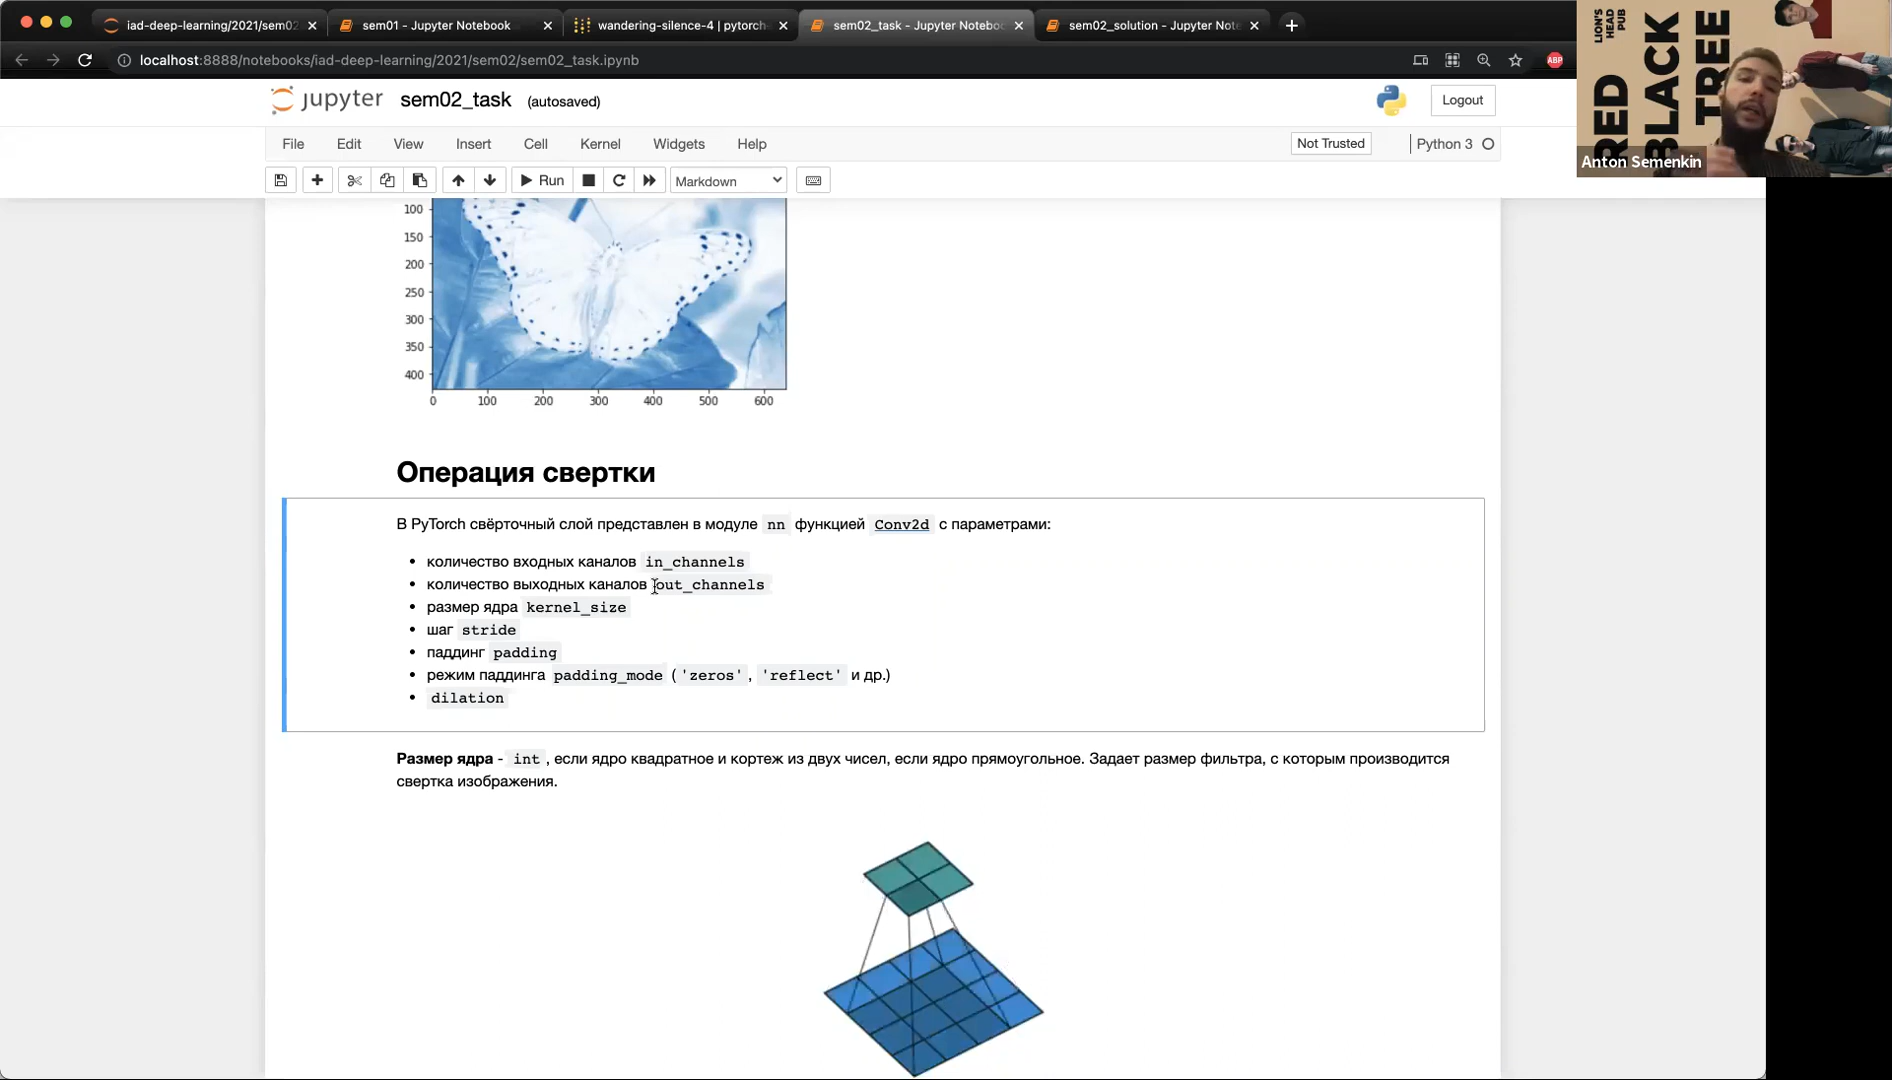 iad-deep-learning/2021/sem02
sem01 - Jupyter Notebook
wandering-silence-4 | pytorch-
sem02_task - Jupyter Noteboo
sem02_solution - Jupyter Note
localhost:8888/notebooks/iad-deep-learning/2021/sem02/sem02_task.ipynb
ABP
LION'S
HEAD
PUB
RED
BLACK
TREE
Anton Semenkin
jupyter sem02_task (autosaved)
Logout
File Edit View Insert Cell Kernel Widgets Help
Not Trusted
Python 3
Run
Markdown
100
150
200
250
300
350
400
0 100 200 300 400 500 600
Операция свертки
В PyTorch свёрточный слой представлен в модуле nn функцией Conv2d с параметрами:
• количество входных каналов in_channels
• количество выходных каналов out_channels
• размер ядра kernel_size
• шаг stride
• паддинг padding
• режим паддинга padding_mode ( 'zeros' , 'reflect' и др.)
• dilation
Размер ядра - int , если ядро квадратное и кортеж из двух чисел, если ядро прямоугольное. Задает размер фильтра, с которым производится
свертка изображения.